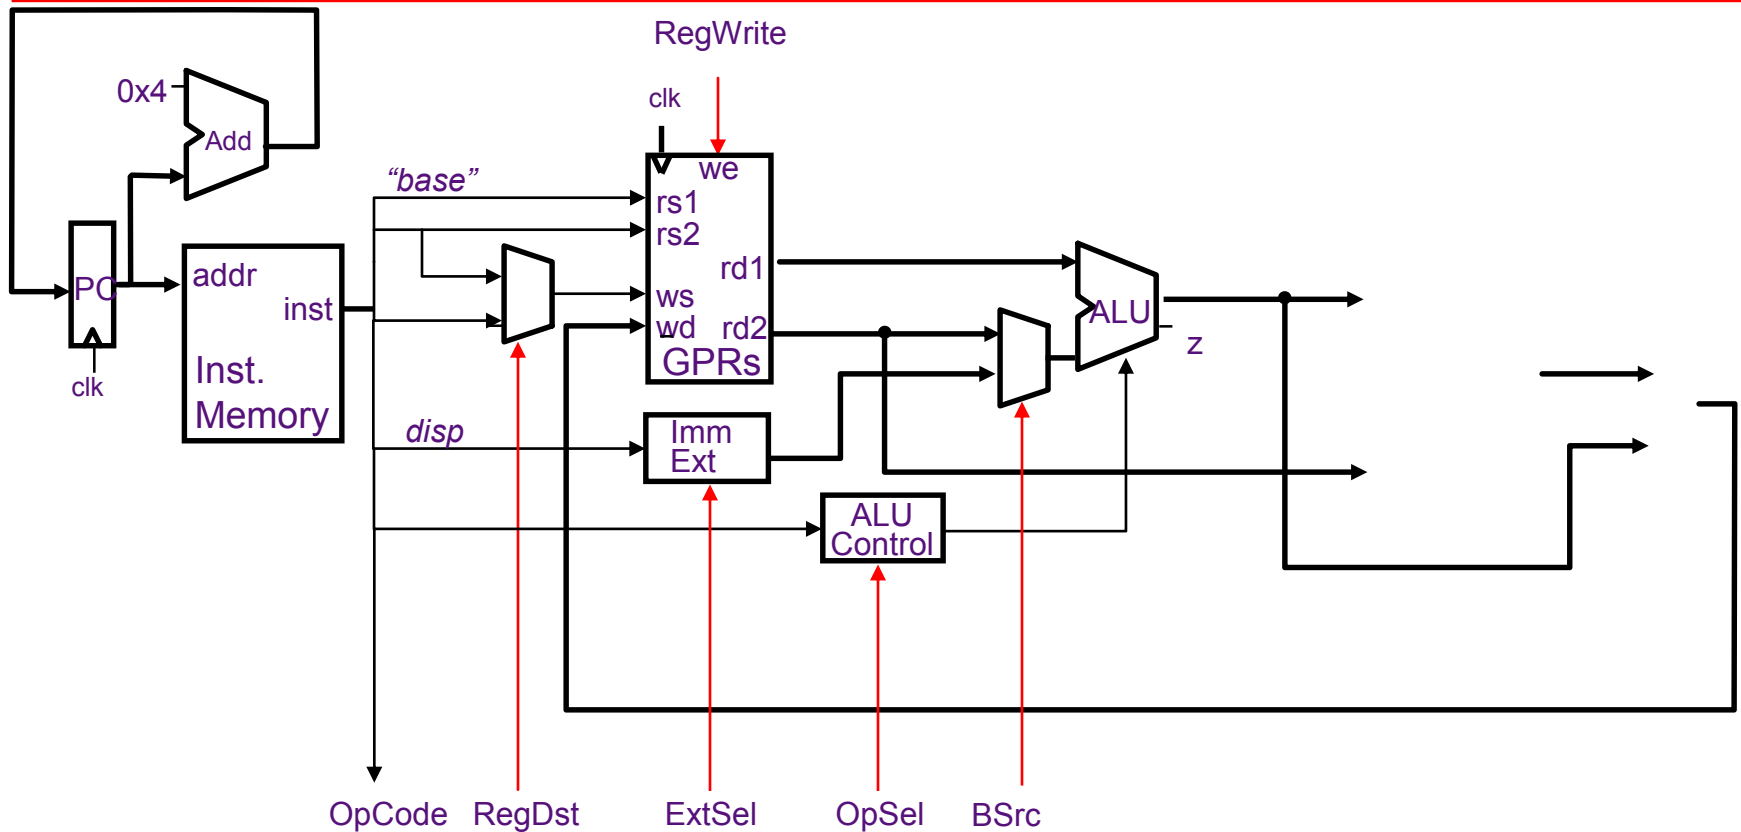 RegWrite
0x4
clk
Add
we
“base”
rs1
rs2
PC
addr
rd1
inst
ws
ALU
wd
rd2
z
GPRs
Inst.
Memory
clk
disp
Imm
Ext
ALU
Control
OpCode
RegDst
ExtSel
OpSel
BSrc